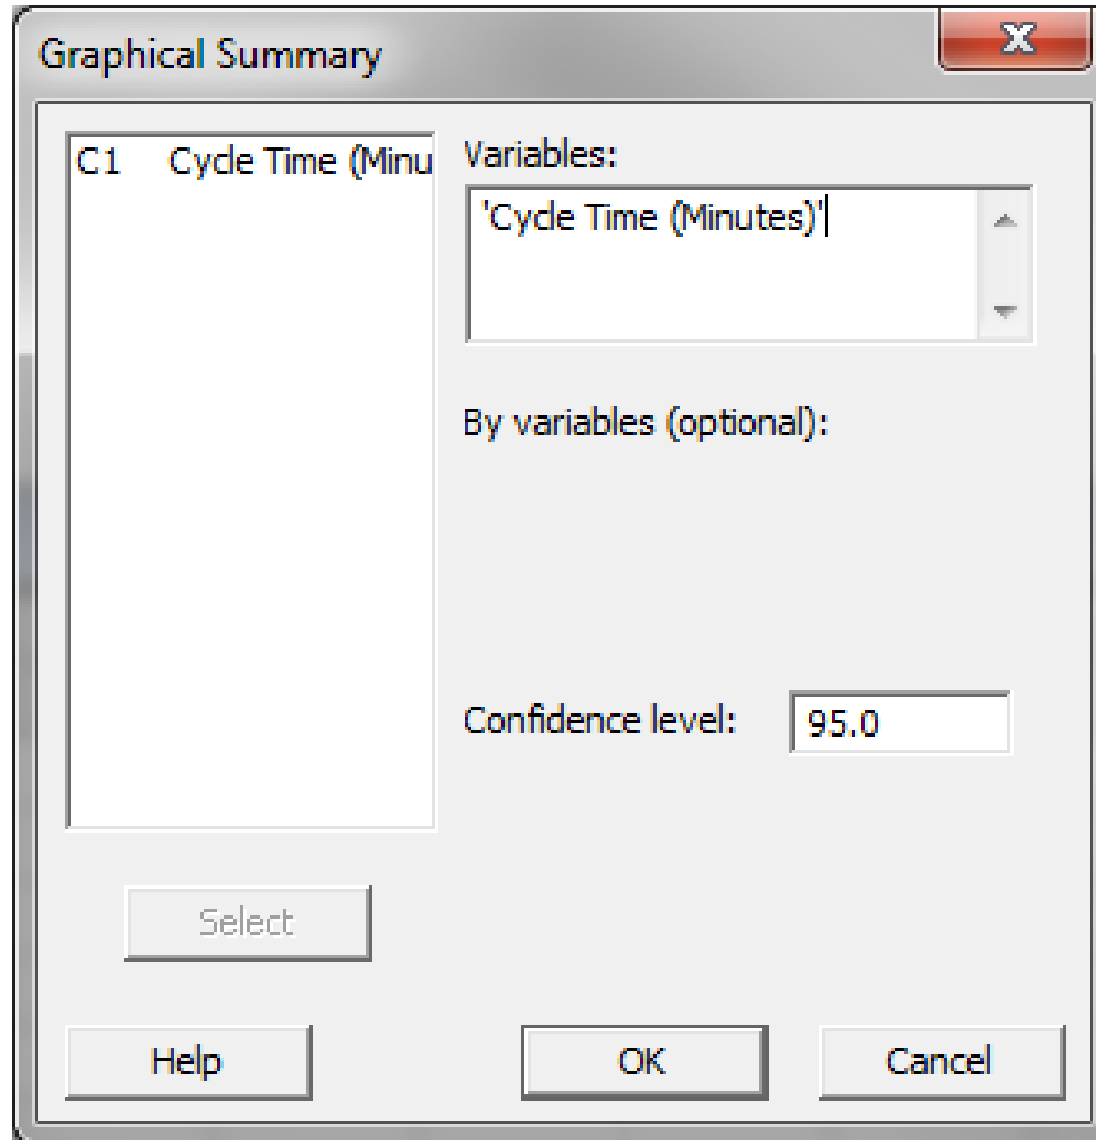 Graphical Summary
C1 Cycle Time (Minu
Variables:
'Cycle Time (Minutes)'
By variables (optional):
Confidence level: 95.0
Select
Help OK Cancel